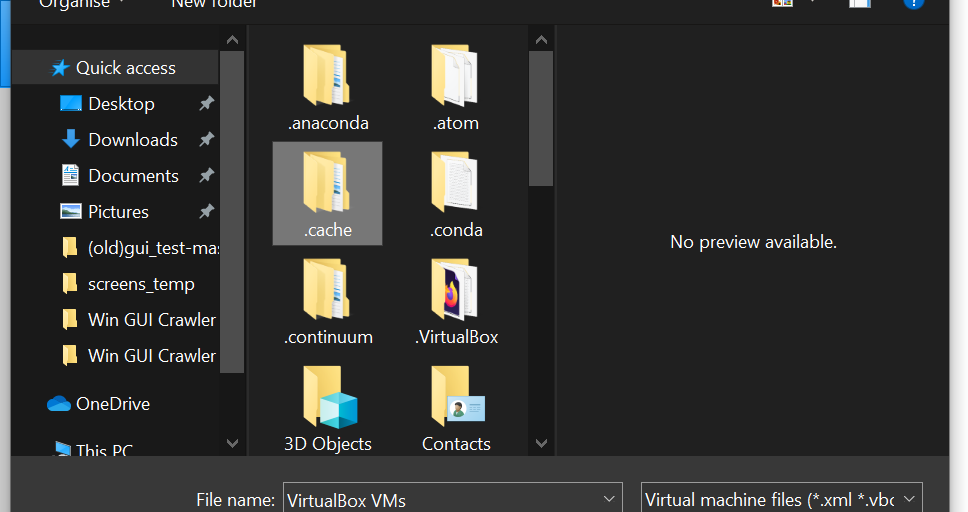 Organise
New folder
Quick access
Desktop
Downloads
Documents
Pictures
(old)gui_test-mas
screens_temp
Win GUI Crawler
Win GUI Crawler
OneDrive
This PC
.anaconda
.atom
.cache
.conda
.continuum
.VirtualBox
3D Objects
Contacts
No preview available.
File name:
VirtualBox VMs
Virtual machine files (*.xml *.vbo